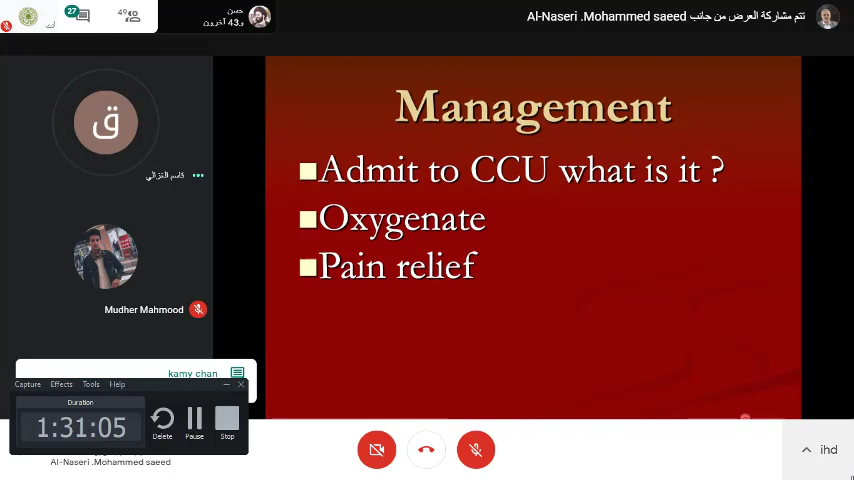 27
49
أنت
حسن
و43 آخرون
تتم مشاركة العرض من جانب Al-Naseri .Mohammed saeed
ق
قاسم الغزالي
Mudher Mahmood
kamy chan
Management
Admit to CCU what is it ?
Oxygenate
Pain relief
Capture Effects Tools Help
Duration
1:31:05
Delete Pause Stop
Al-Naseri .Mohammed saeed
ihd